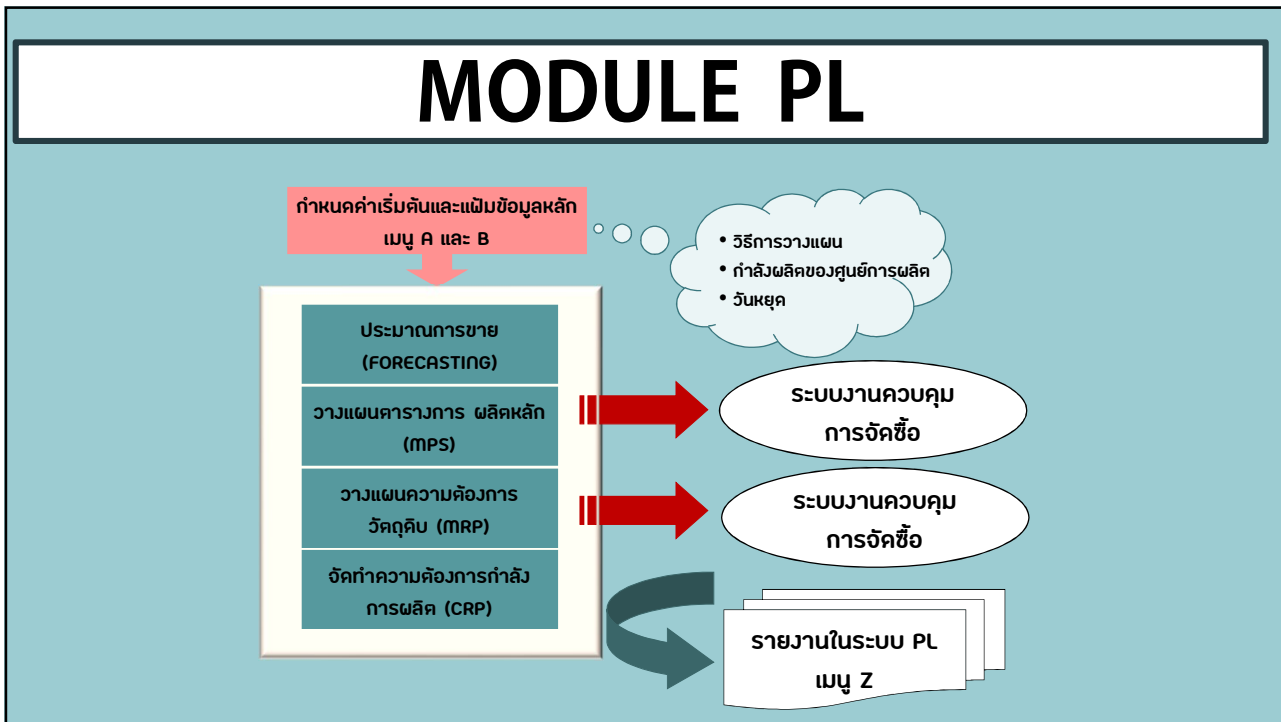 MODULE PL
กำหนดค่าเริ่มต้นและแฟ้มข้อมูลหลัก
เมนู A และ B
• วิธีการวางแผน
• กำลังผลิตของศูนย์การผลิต
• วันหยุด
ประมาณการขาย
(FORECASTING)
วางแผนตารางการ ผลิตหลัก
(MPS)
วางแผนความต้องการ
วัตถุดิบ (MRP)
จัดทำความต้องการกำลัง
การผลิต (CRP)
ระบบงานควบคุม
การจัดซื้อ
ระบบงานควบคุม
การจัดซื้อ
รายงานในระบบ PL
เมนู Z